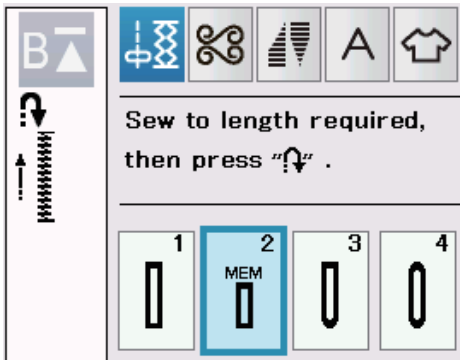 B
A
Sew to length required,
then press "" .
1
2
3
4
MEM